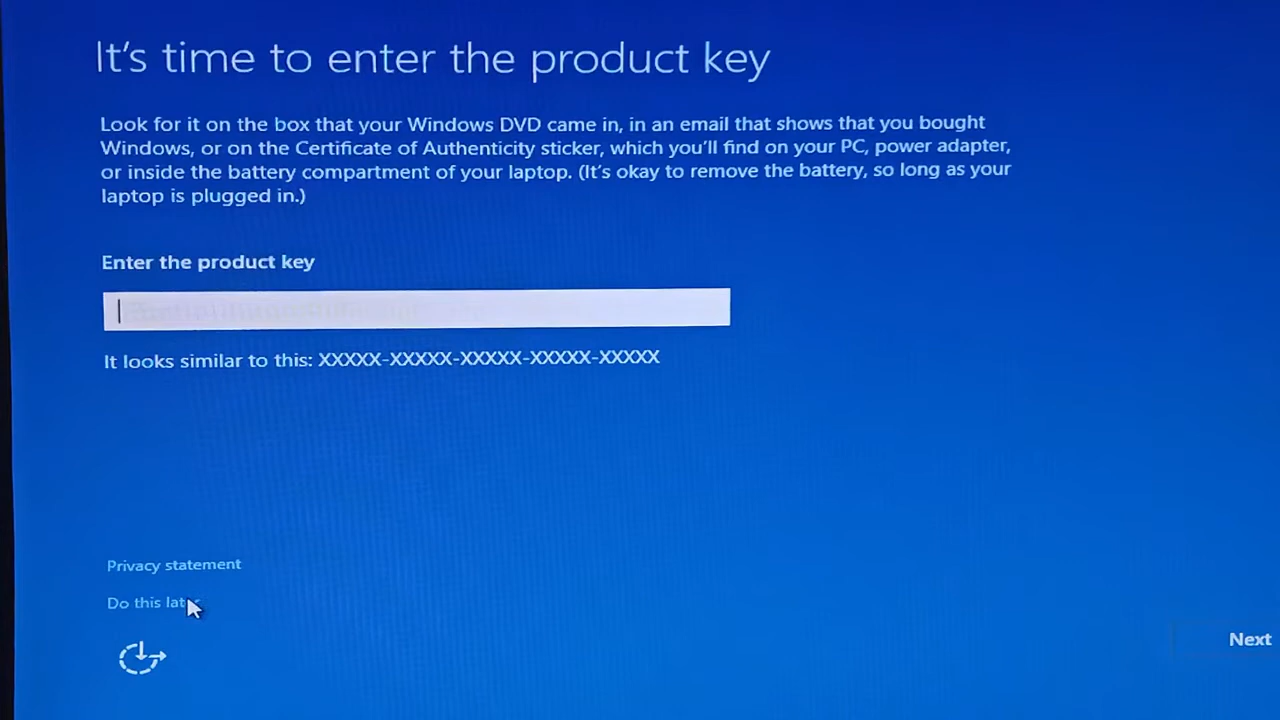 It's time to enter the product key
Look for it on the box that your Windows DVD came in, in an email that shows that you bought
Windows, or on the Certificate of Authenticity sticker, which you'll find on your PC, power adapter,
or inside the battery compartment of your laptop. (It's okay to remove the battery, so long as your
laptop is plugged in.)
Enter the product key
It looks similar to this: XXXXX-XXXXX-XXXXX-XXXXX-XXXXX
Privacy statement
Do this later
Next